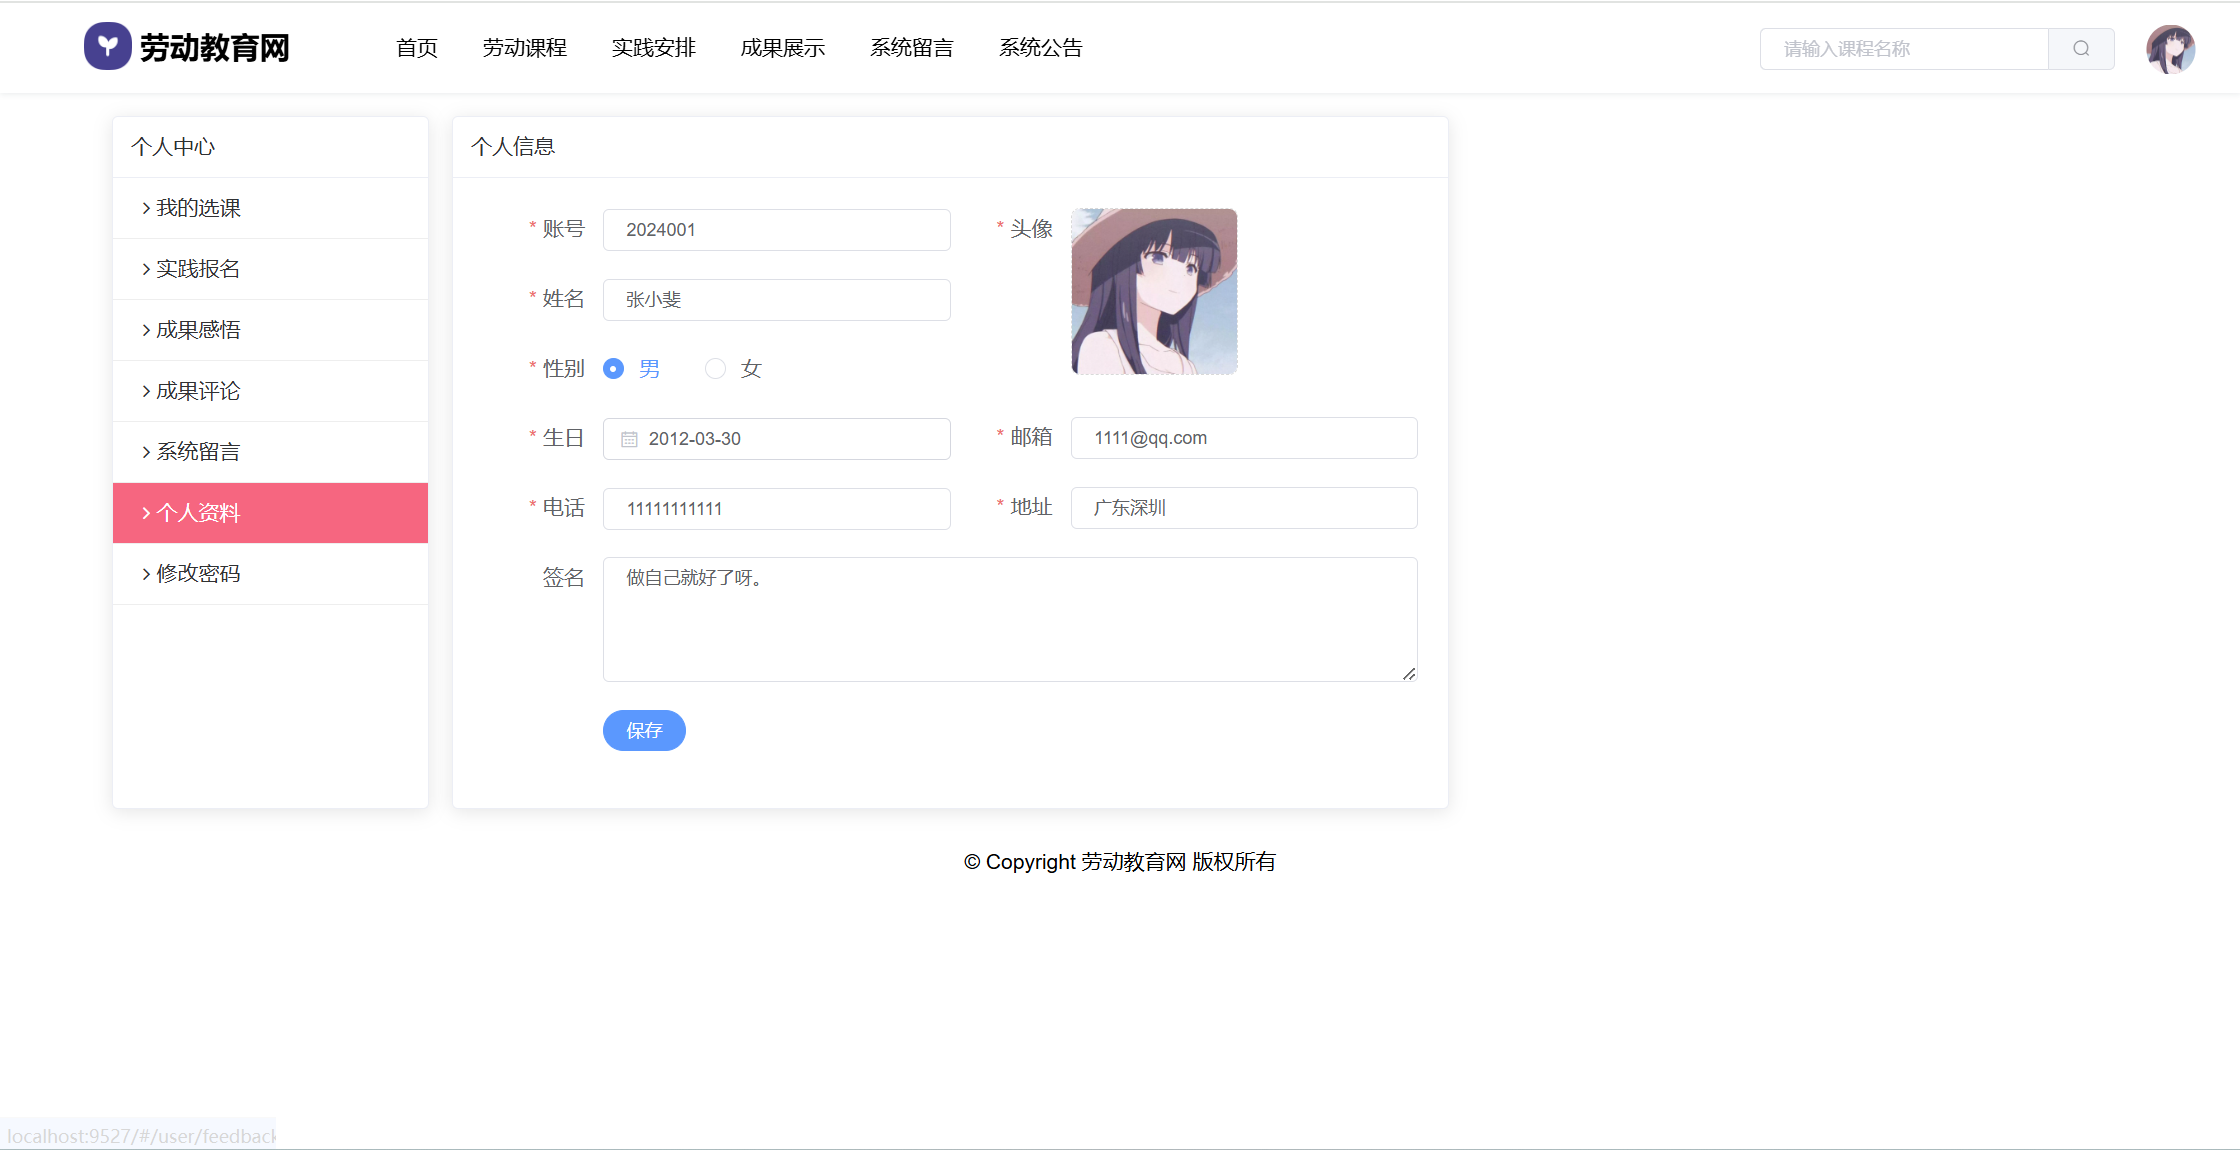 劳动教育网
首页 劳动课程 实践安排 成果展示 系统留言 系统公告
请输入课程名称
个人中心
我的选课
实践报名
成果感悟
成果评论
系统留言
个人资料
修改密码
个人信息
* 账号 2024001
* 头像
* 姓名 张小斐
* 性别 男 女
* 生日 2012-03-30
* 邮箱 1111@qq.com
* 电话 11111111111
* 地址 广东深圳
签名 做自己就好了呀。
保存
© Copyright 劳动教育网 版权所有
localhost:9527/#/user/feedback